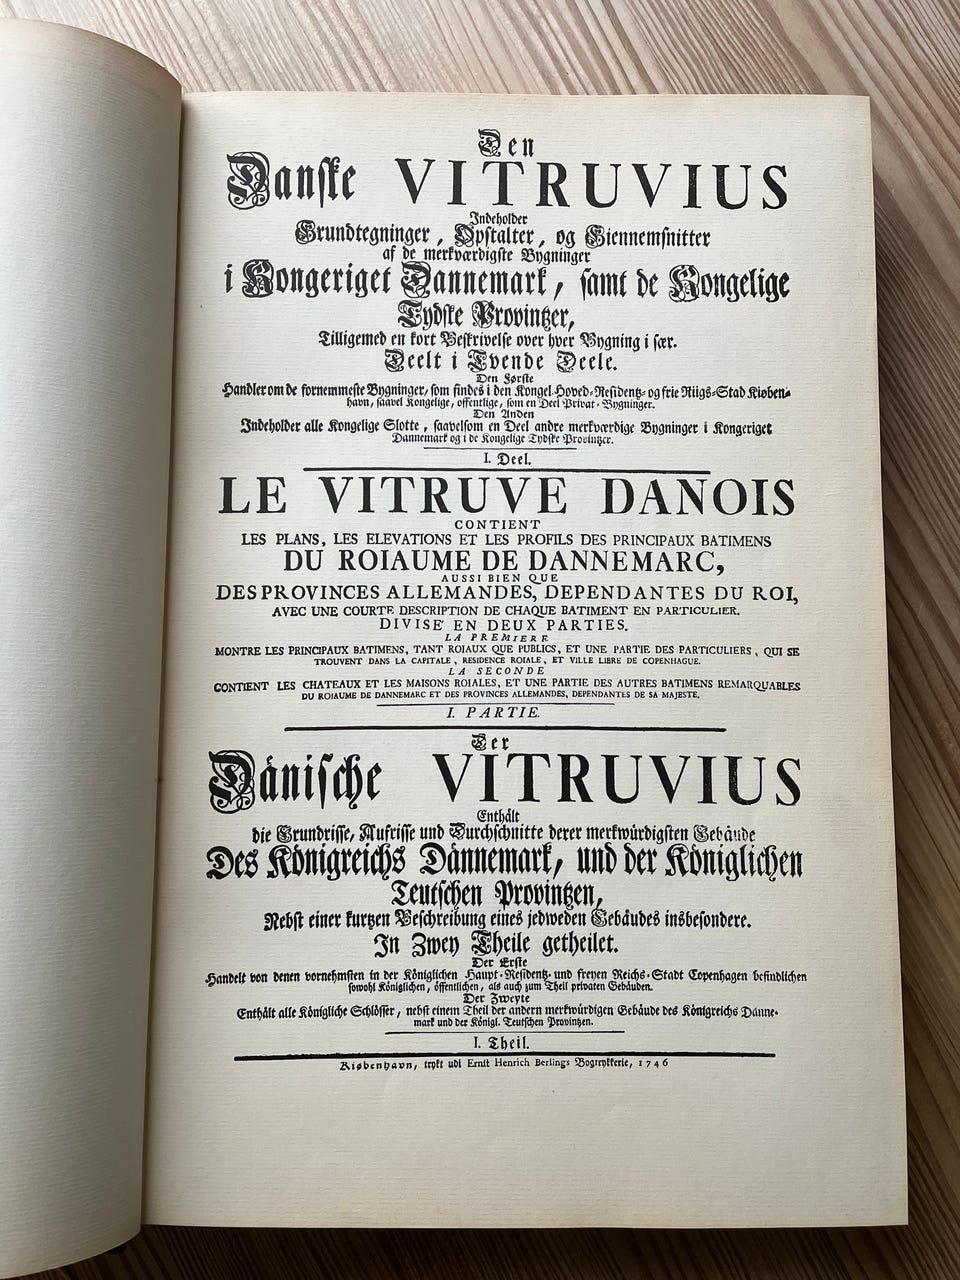 Den
Danſke VITRUVIUS
Indeholder
Grundtegninger, Opſtalter, og Giennemſnitter
af de merkværdigſte Bygninger
i Kongeriget Dannemark, ſamt de Kongelige
Tydſke Provintzer,
Tilligemed en kort Beſkrivelse over hver Bygning i ſær.
Deelt i Tvende Deele.
Den Første
Handler om de fornemmeſte Bygninger, ſom findes i den Kongel. Hoved-Reſidentz- og frie Riigs-Stad Kiøben-
havn, ſaavel Kongelige, offentlige, ſom en Deel Privat-Bygninger.
Den Anden
Indeholder alle Kongelige Slotte, ſaavelſom en Deel andre merkværdige Bygninger i Kongeriget
Dannemark og i de Kongelige Tydſke Provintzer.
I. Deel.
LE VITRUVE DANOIS
CONTIENT
LES PLANS, LES ELEVATIONS ET LES PROFILS DES PRINCIPAUX BATIMENS
DU ROIAUME DE DANNEMARC,
AUSSI BIEN QUE
DES PROVINCES ALLEMANDES, DEPENDANTES DU ROI,
AVEC UNE COURTE DESCRIPTION DE CHAQUE BATIMENT EN PARTICULIER.
DIVISE' EN DEUX PARTIES.
LA PREMIERE
MONTRE LES PRINCIPAUX BATIMENS, TANT ROIAUX QUE PUBLICS, ET UNE PARTIE DES PARTICULIERS, QUI SE
TROUVENT DANS LA CAPITALE, RESIDENCE ROIALE, ET VILLE LIBRE DE COPENHAGUE.
LA SECONDE
CONTIENT LES CHATEAUX ET LES MAISONS ROIALES, ET UNE PARTIE DES AUTRES BATIMENS REMARQUABLES
DU ROIAUME DE DANNEMARC ET DES PROVINCES ALLEMANDES, DEPENDANTES DE SA MAJESTE.
I. PARTIE.
Der
Däniſche VITRUVIUS
Enthält
die Grundriſſe, Aufriſſe und Durchſchnitte derer merkwürdigſten Gebäude
Des Königreichs Dännemark, und der Königlichen
Teutſchen Provintzen,
Nebſt einer kurtzen Beſchreibung eines jedweden Gebäudes insbeſondere.
In Zwey Theile getheilet.
Der Erſte
Handelt von denen vornehmſten in der Königlichen Haupt-Reſidentz- und freyen Reichs-Stadt Copenhagen befindlichen
ſowohl Königlichen, öffentlichen, als auch zum Theil privaten Gebäuden.
Der Zweyte
Enthält alle Königliche Schlöſſer, nebſt einem Theil der andern merkwürdigen Gebäude des Königreichs Dänne-
mark und der Königl. Teutſchen Provintzen.
I. Theil.
Kiøbenhavn, trykt udi Ernſt Henrich Berlings Bogtrykkerie, 1746